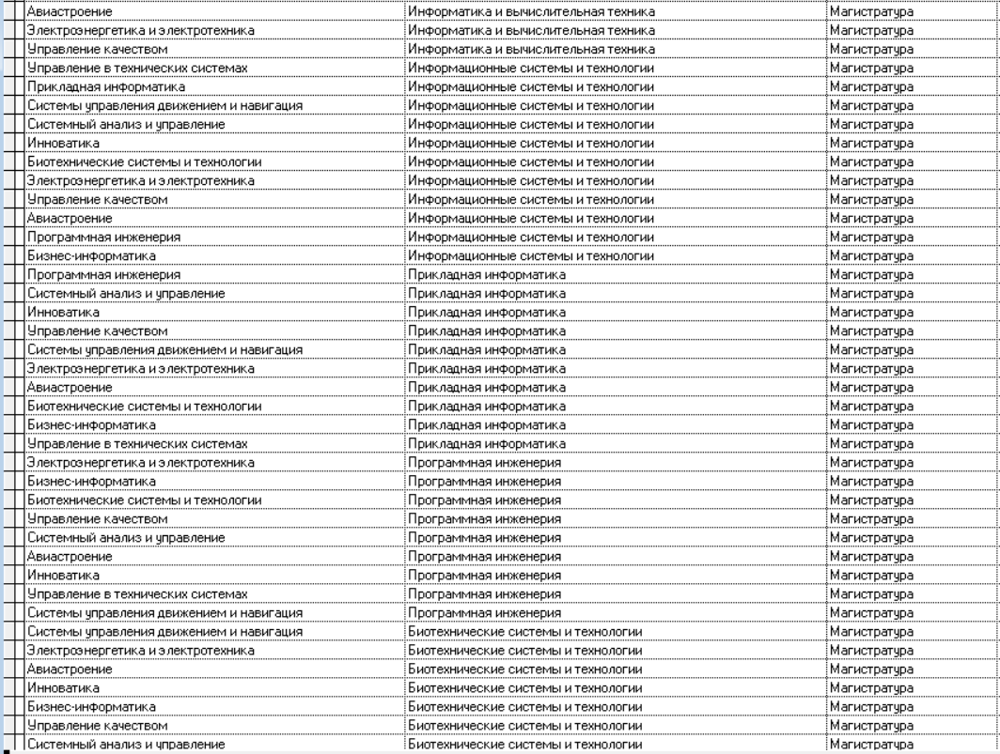 Авиастроение Информатика и вычислительная техника Магистратура
Электроэнергетика и электротехника Информатика и вычислительная техника Магистратура
Управление качеством Информатика и вычислительная техника Магистратура
Управление в технических системах Информационные системы и технологии Магистратура
Прикладная информатика Информационные системы и технологии Магистратура
Системы управления движением и навигация Информационные системы и технологии Магистратура
Системный анализ и управление Информационные системы и технологии Магистратура
Инноватика Информационные системы и технологии Магистратура
Биотехнические системы и технологии Информационные системы и технологии Магистратура
Электроэнергетика и электротехника Информационные системы и технологии Магистратура
Управление качеством Информационные системы и технологии Магистратура
Авиастроение Информационные системы и технологии Магистратура
Программная инженерия Информационные системы и технологии Магистратура
Бизнес-информатика Информационные системы и технологии Магистратура
Программная инженерия Прикладная информатика Магистратура
Системный анализ и управление Прикладная информатика Магистратура
Инноватика Прикладная информатика Магистратура
Управление качеством Прикладная информатика Магистратура
Системы управления движением и навигация Прикладная информатика Магистратура
Электроэнергетика и электротехника Прикладная информатика Магистратура
Авиастроение Прикладная информатика Магистратура
Биотехнические системы и технологии Прикладная информатика Магистратура
Бизнес-информатика Прикладная информатика Магистратура
Управление в технических системах Прикладная информатика Магистратура
Электроэнергетика и электротехника Программная инженерия Магистратура
Бизнес-информатика Программная инженерия Магистратура
Биотехнические системы и технологии Программная инженерия Магистратура
Управление качеством Программная инженерия Магистратура
Системный анализ и управление Программная инженерия Магистратура
Авиастроение Программная инженерия Магистратура
Инноватика Программная инженерия Магистратура
Управление в технических системах Программная инженерия Магистратура
Системы управления движением и навигация Программная инженерия Магистратура
Системы управления движением и навигация Биотехнические системы и технологии Магистратура
Электроэнергетика и электротехника Биотехнические системы и технологии Магистратура
Авиастроение Биотехнические системы и технологии Магистратура
Инноватика Биотехнические системы и технологии Магистратура
Бизнес-информатика Биотехнические системы и технологии Магистратура
Управление качеством Биотехнические системы и технологии Магистратура
Системный анализ и управление Биотехнические системы и технологии Магистратура